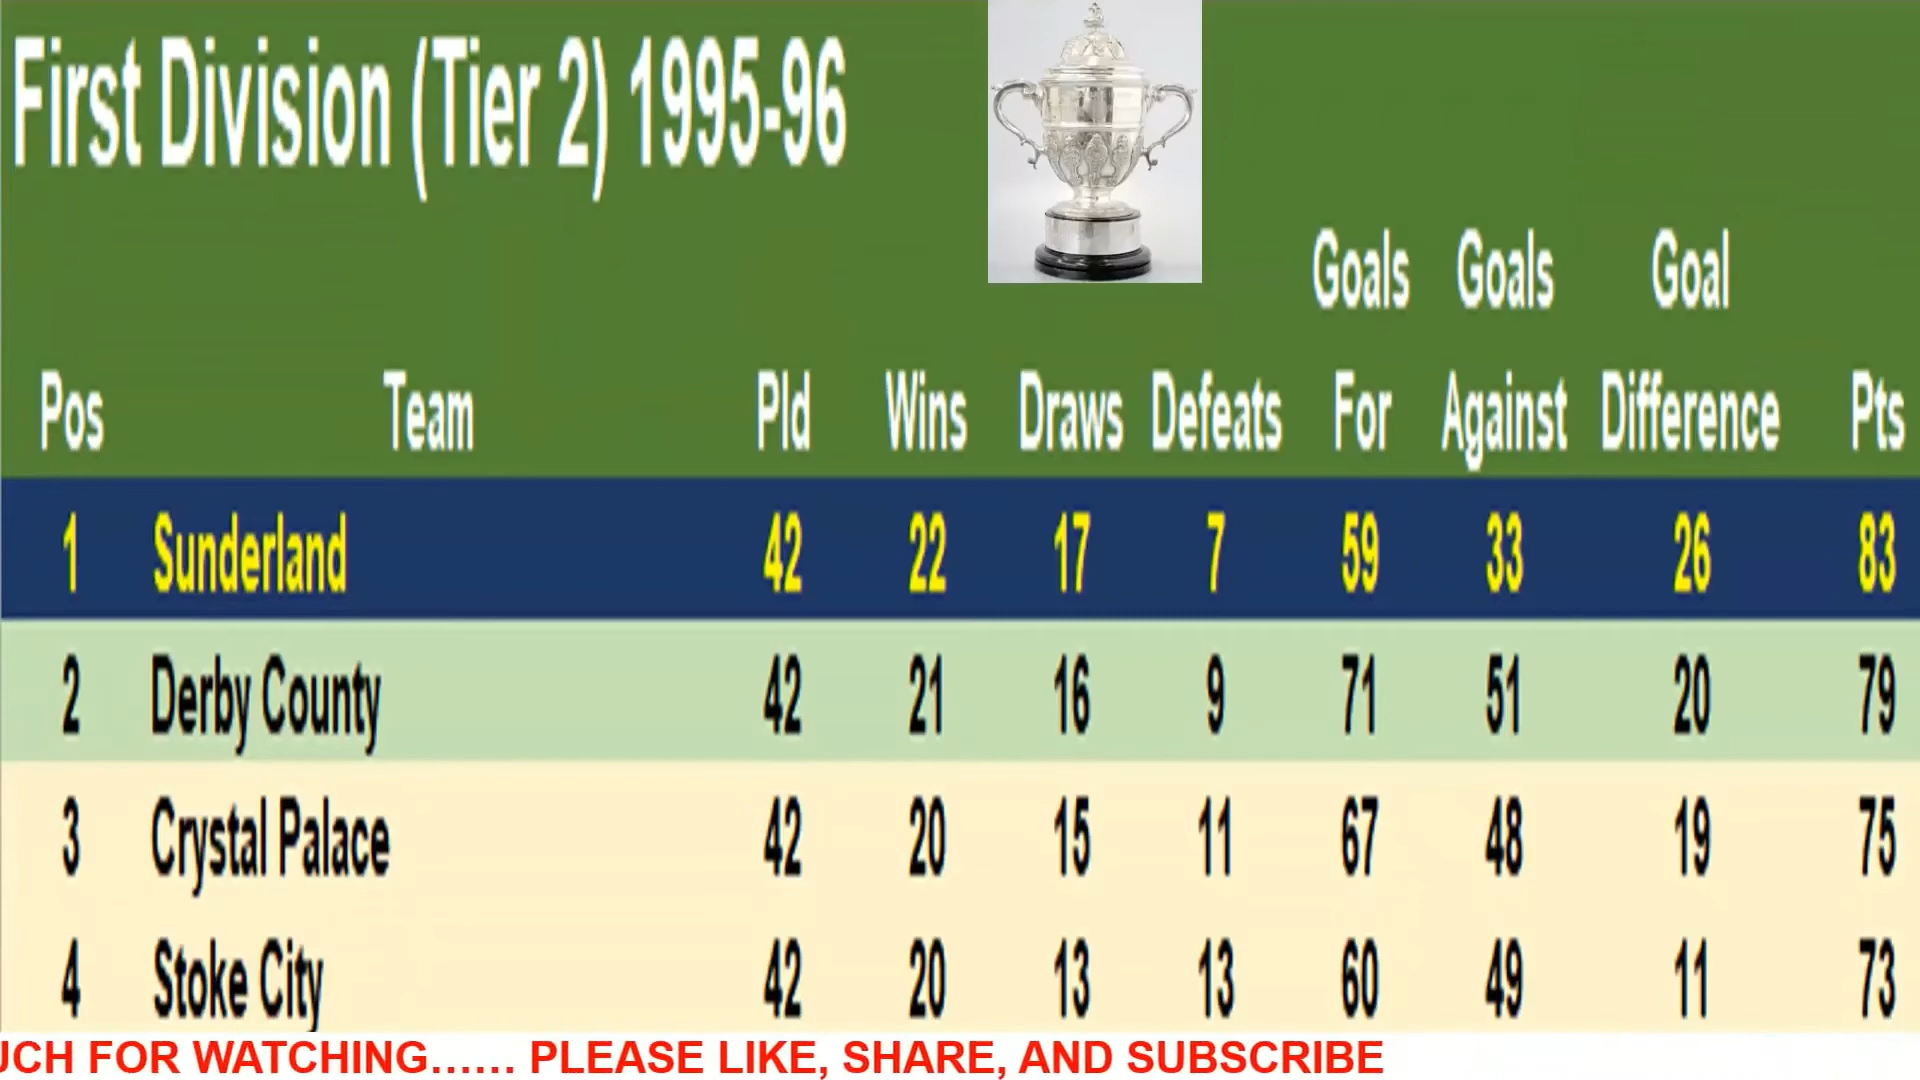 First Division (Tier 2) 1995-96
Goals Goals Goal
Pos Team Pld Wins Draws Defeats For Against Difference Pts
1 Sunderland 42 22 17 7 59 33 26 83
2 Derby County 42 21 16 9 71 51 20 79
3 Crystal Palace 42 20 15 11 67 48 19 75
4 Stoke City 42 20 13 13 60 49 11 73
UCH FOR WATCHING...... PLEASE LIKE, SHARE, AND SUBSCRIBE